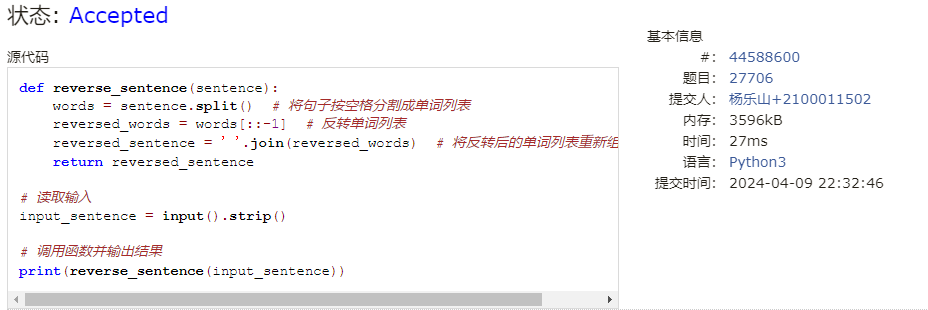 状态: Accepted
源代码
def reverse_sentence(sentence):
    words = sentence.split()  # 将句子按空格分割成单词列表
    reversed_words = words[::-1]  # 反转单词列表
    reversed_sentence = ' '.join(reversed_words)  # 将反转后的单词列表重新组
    return reversed_sentence
# 读取输入
input_sentence = input().strip()
# 调用函数并输出结果
print(reverse_sentence(input_sentence))
基本信息
#: 44588600
题目: 27706
提交人: 杨乐山+2100011502
内存: 3596kB
时间: 27ms
语言: Python3
提交时间: 2024-04-09 22:32:46